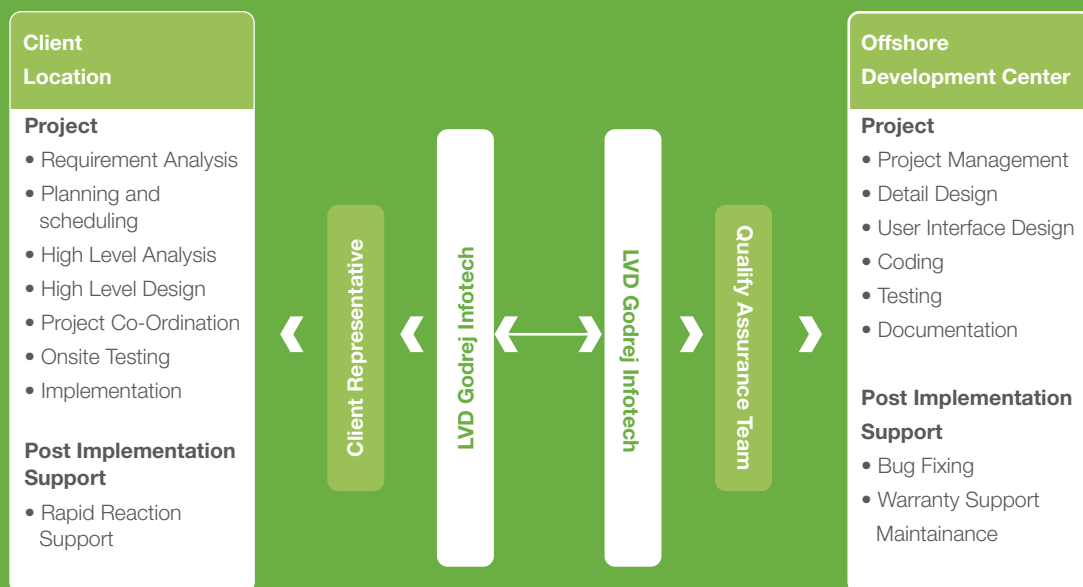 Client
Location
Project
• Requirement Analysis
• Planning and
scheduling
• High Level Analysis
• High Level Design
• Project Co-Ordination
• Onsite Testing
• Implementation
Post Implementation
Support
• Rapid Reaction
Support
Client Representative
LVD Godrej Infotech
LVD Godrej Infotech
Qualify Assurance Team
Offshore
Development Center
Project
• Project Management
• Detail Design
• User Interface Design
• Coding
• Testing
• Documentation
Post Implementation
Support
• Bug Fixing
• Warranty Support
Maintainance